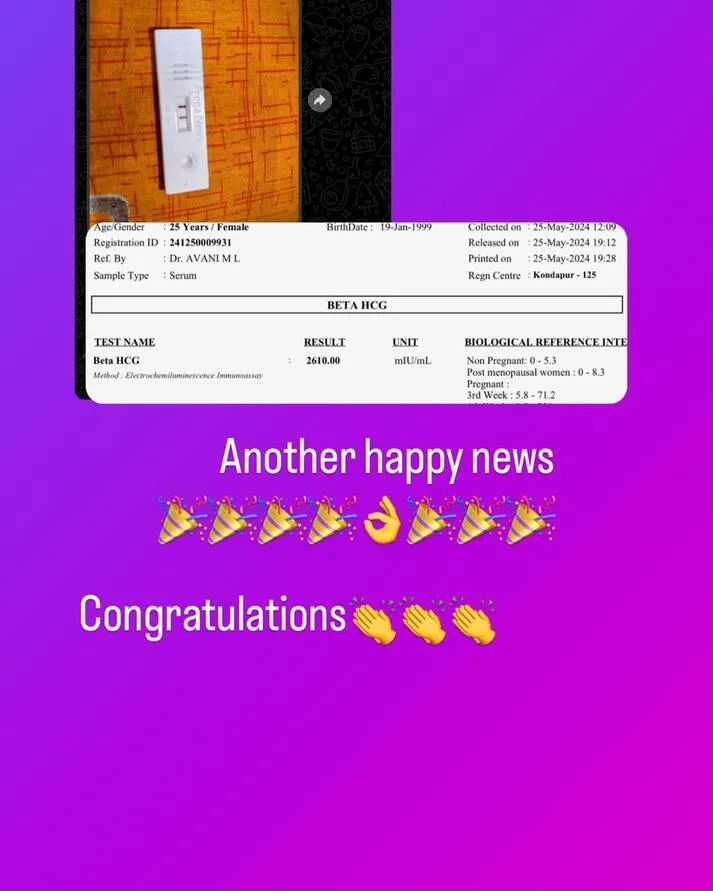 Age/Gender : 25 Years / Female BirthDate : 19-Jan-1999 Collected on : 25-May-2024 12:09
Registration ID : 241250009931 Released on : 25-May-2024 19:12
Ref. By : Dr. AVANI M L Printed on : 25-May-2024 19:28
Sample Type : Serum Regn Centre : Kondapur - 125
BETA HCG
TEST NAME RESULT UNIT BIOLOGICAL REFERENCE INTE
Beta HCG : 2610.00 mIU/mL Non Pregnant: 0 - 5.3
Method : Electrochemiluminescence Immunoassay Post menopausal women : 0 - 8.3
Pregnant :
3rd Week : 5.8 - 71.2
Another happy news
🎉🎉🎉🎉👌🎉🎉🎉
Congratulations👏👏👏